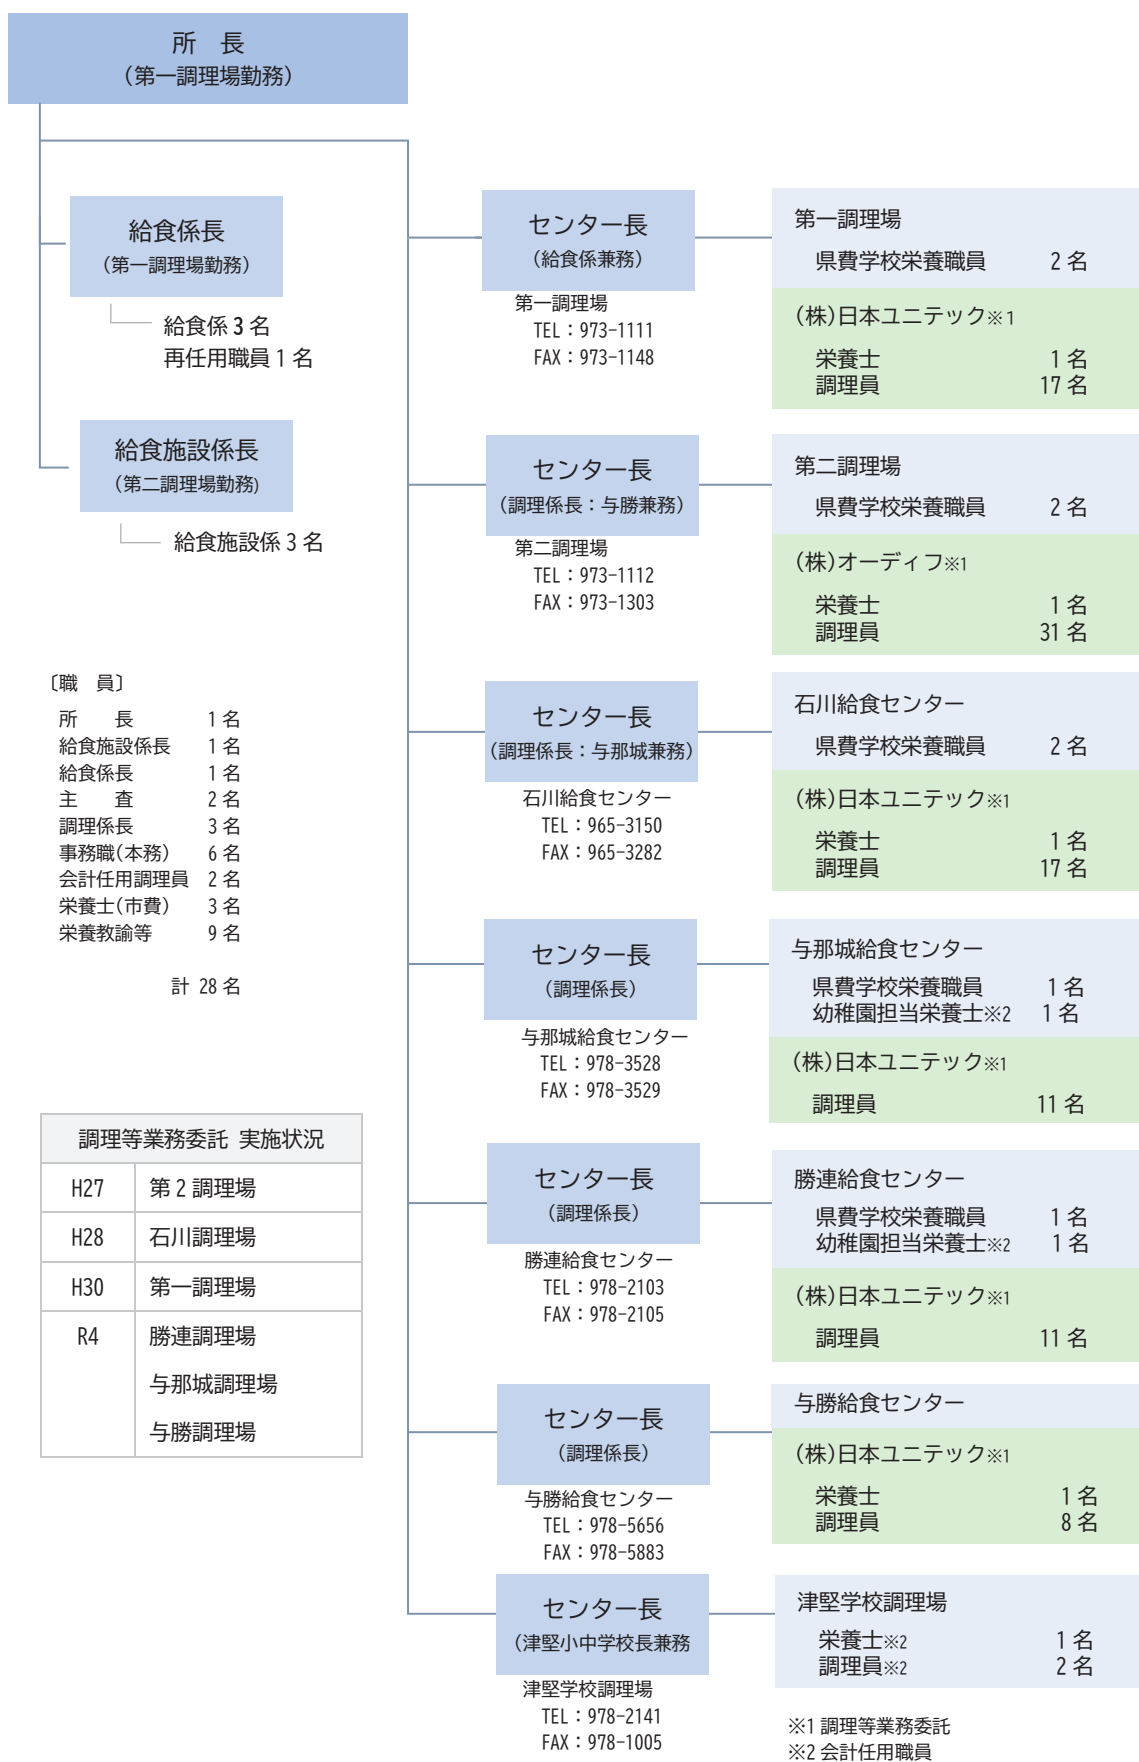 所　長
（第一調理場勤務）
給食係長
（第一調理場勤務）
給食係 3 名
再任用職員 1 名
給食施設係長
（第二調理場勤務)
給食施設係 3 名
〔職　員〕
所　　長　1 名
給食施設係長　1 名
給食係長　1 名
主　　査　2 名
調理係長　3 名
事務職(本務)　6 名
会計任用調理員　2 名
栄養士(市費)　3 名
栄養教諭等　9 名
計 28 名
調理等業務委託 実施状況
H27　第 2 調理場
H28　石川調理場
H30　第一調理場
R4　勝連調理場
与那城調理場
与勝調理場
センター長
（給食係兼務）
第一調理場
TEL：973-1111
FAX：973-1148
第一調理場
県費学校栄養職員　2 名
(株)日本ユニテック※1
栄養士　1 名
調理員　17 名
センター長
（調理係長：与勝兼務）
第二調理場
TEL：973-1112
FAX：973-1303
第二調理場
県費学校栄養職員　2 名
(株)オーディフ※1
栄養士　1 名
調理員　31 名
センター長
（調理係長：与那城兼務）
石川給食センター
TEL：965-3150
FAX：965-3282
石川給食センター
県費学校栄養職員　2 名
(株)日本ユニテック※1
栄養士　1 名
調理員　17 名
センター長
（調理係長）
与那城給食センター
TEL：978-3528
FAX：978-3529
与那城給食センター
県費学校栄養職員　1 名
幼稚園担当栄養士※2　1 名
(株)日本ユニテック※1
調理員　11 名
センター長
（調理係長）
勝連給食センター
TEL：978-2103
FAX：978-2105
勝連給食センター
県費学校栄養職員　1 名
幼稚園担当栄養士※2　1 名
(株)日本ユニテック※1
調理員　11 名
センター長
（調理係長）
与勝給食センター
TEL：978-5656
FAX：978-5883
与勝給食センター
(株)日本ユニテック※1
栄養士　1 名
調理員　8 名
センター長
（津堅小中学校長兼務
津堅学校調理場
TEL：978-2141
FAX：978-1005
津堅学校調理場
栄養士※2　1 名
調理員※2　2 名
※1 調理等業務委託
※2 会計任用職員